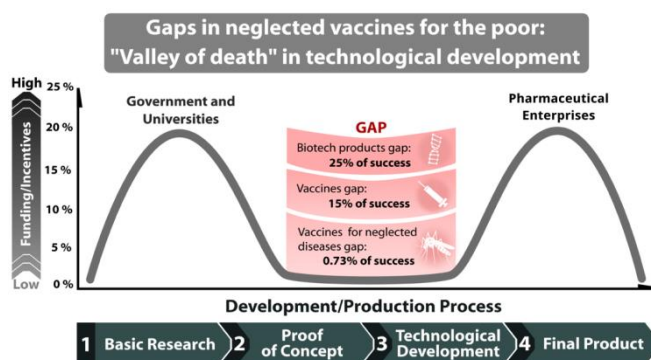 Gaps in neglected vaccines for the poor:
"Valley of death" in technological development
High
Funding/Incentives
Low
25 %
20 %
15 %
10 %
5 %
0 %
Government and
Universities
GAP
Biotech products gap:
25% of success
Vaccines gap:
15% of success
Vaccines for neglected
diseases gap:
0.73% of success
Pharmaceutical
Enterprises
Development/Production Process
1 Basic Research
2 Proof
of Concept
3 Technological
Development
4 Final Product